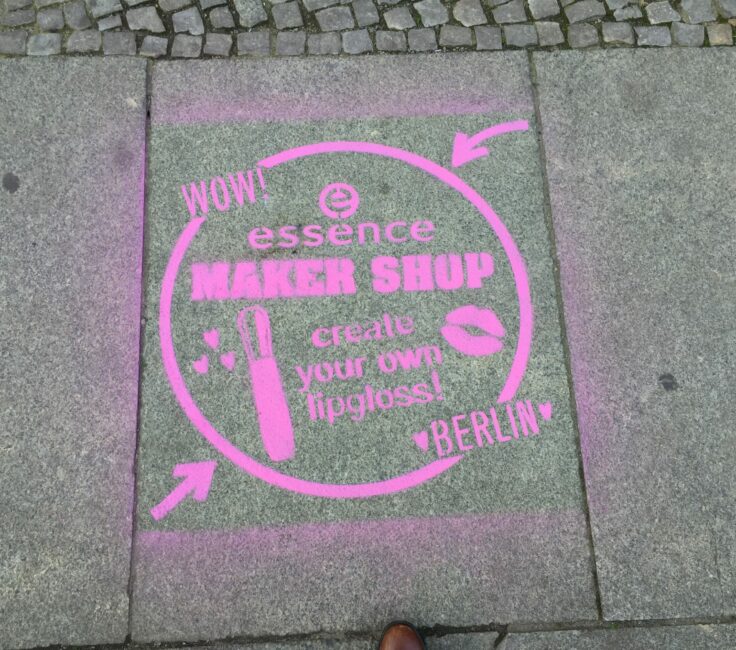 WOW!
e
essence
MAKER SHOP
create
your own
lipgloss!
BERLIN